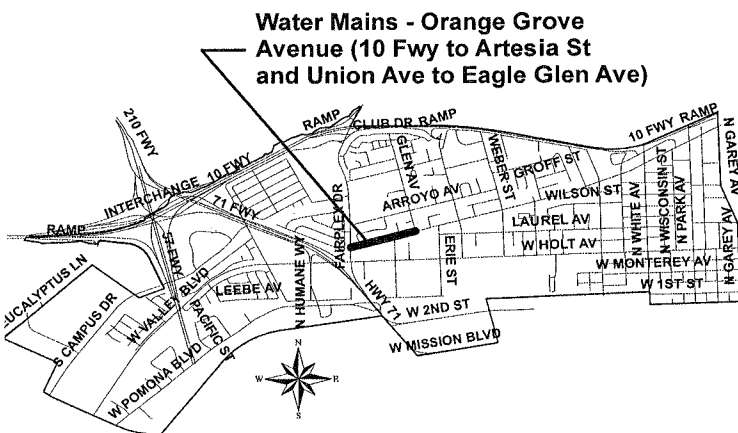 Water Mains - Orange Grove
Avenue (10 Fwy to Artesia St
and Union Ave to Eagle Glen Ave)
210 FWY
RAMP
CLUB DR RAMP
10 FWY RAMP
N GAREY AV
INTERCHANGE 10 FWY
GLEN AV
WEBER ST
GROFF ST
71 FWY
ARROYO AV
WILSON ST
N WHITE AV
N WISCONSIN ST
N PARK AV
RAMP
57 FWY
FAIRPLEX DR
LAUREL AV
W HOLT AV
N GAREY AV
EUCALYPTUS LN
S CAMPUS DR
W VALLEY BLVD
LEEBE AV
N HUMANE WY
HWY 71
ERIE ST
W MONTEREY AV
W 1ST ST
PACIFIC ST
W 2ND ST
W POMONA BLVD
W MISSION BLVD
N
W
E
S